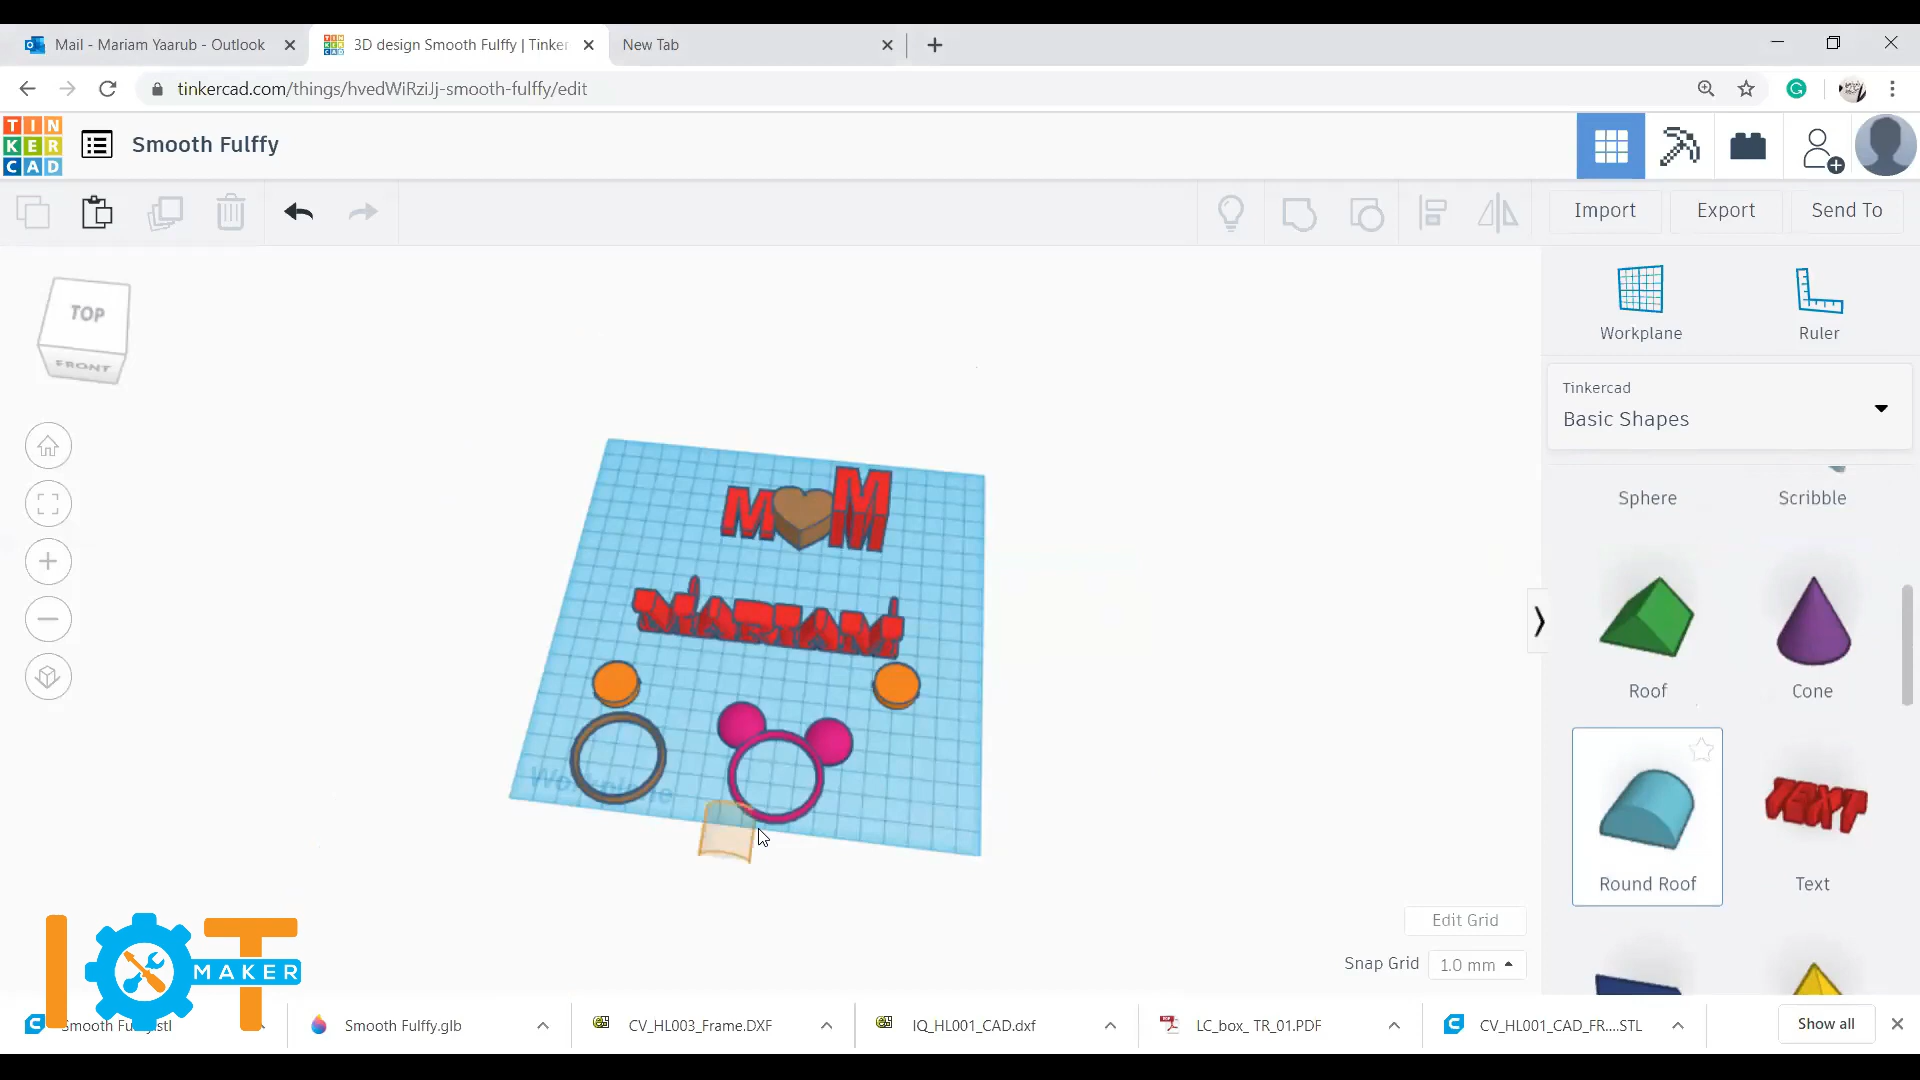 Mail - Mariam Yaarub - Outlook
3D design Smooth Fulffy | Tinker
New Tab
tinkercad.com/things/hvedWiRziJj-smooth-fulffy/edit
TIN
KER
CAD
Smooth Fulffy
Import
Export
Send To
TOP
FRONT
Workplane
Ruler
Tinkercad
Basic Shapes
Sphere
Scribble
Roof
Cone
Round Roof
TEXT
Text
M M
MARIAM
Workplane
Edit Grid
Snap Grid
1.0 mm
IOT
MAKER
Smooth Fulffy.glb
CV_HL003_Frame.DXF
IQ_HL001_CAD.dxf
LC_box_ TR_01.PDF
CV_HL001_CAD_FR....STL
Show all